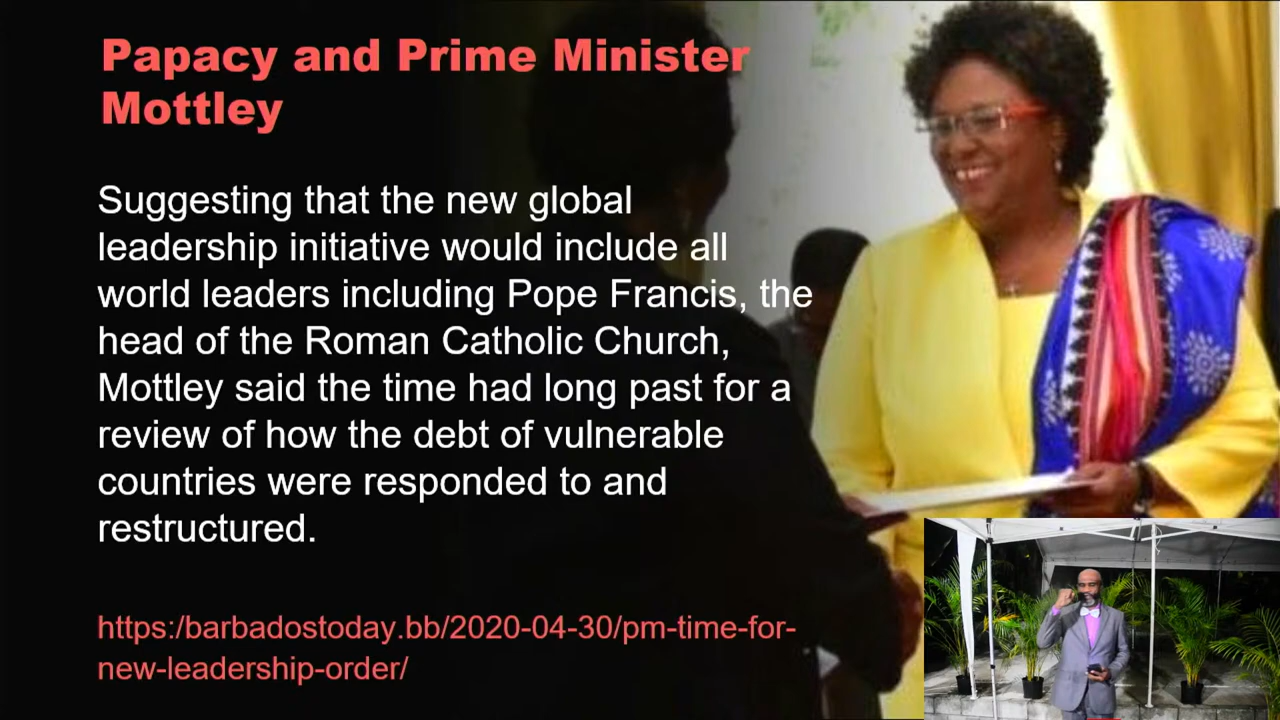 Papacy and Prime Minister
Mottley
Suggesting that the new global
leadership initiative would include all
world leaders including Pope Francis, the
head of the Roman Catholic Church,
Mottley said the time had long past for a
review of how the debt of vulnerable
countries were responded to and
restructured.
https:/barbadostoday.bb/2020-04-30/pm-time-for-
new-leadership-order/